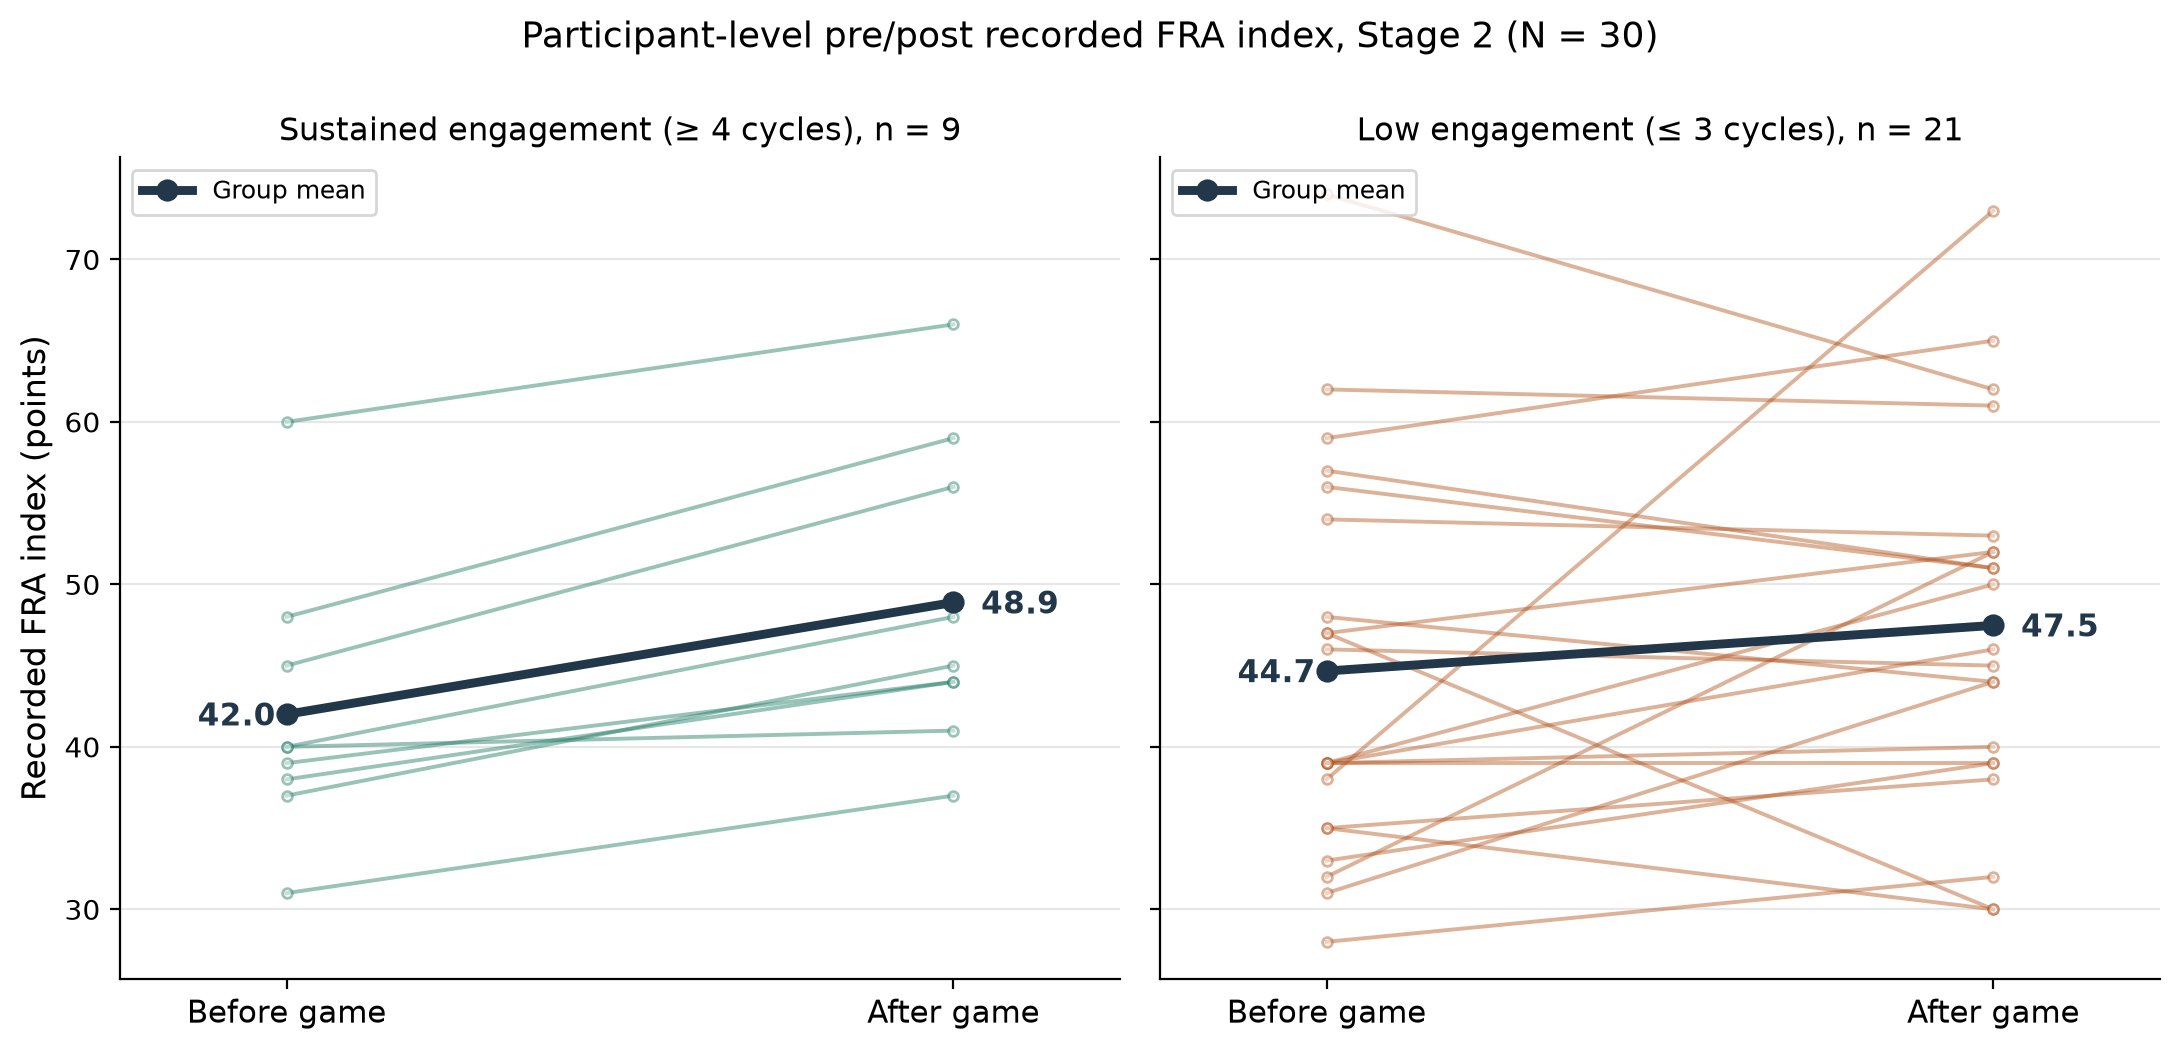 Participant-level pre/post recorded FRA index, Stage 2 (N = 30)
Sustained engagement (≥ 4 cycles), n = 9
Group mean
Recorded FRA index (points)
70
60
50
40
30
42.0
48.9
Before game
After game
Low engagement (≤ 3 cycles), n = 21
Group mean
44.7
47.5
Before game
After game